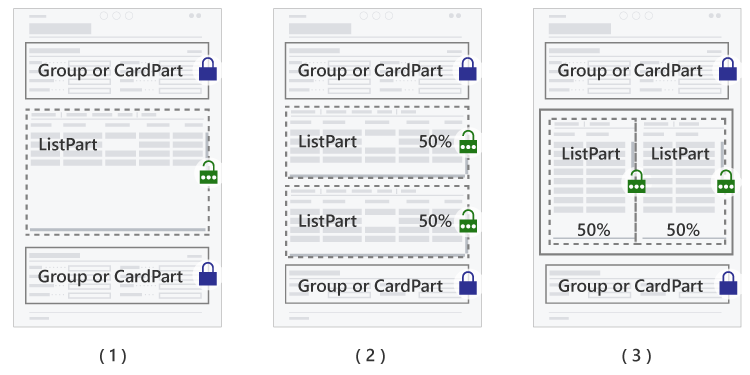 Group or CardPart
ListPart
Group or CardPart
( 1 )
Group or CardPart
ListPart 50%
ListPart 50%
Group or CardPart
( 2 )
Group or CardPart
ListPart ListPart
50% 50%
Group or CardPart
( 3 )